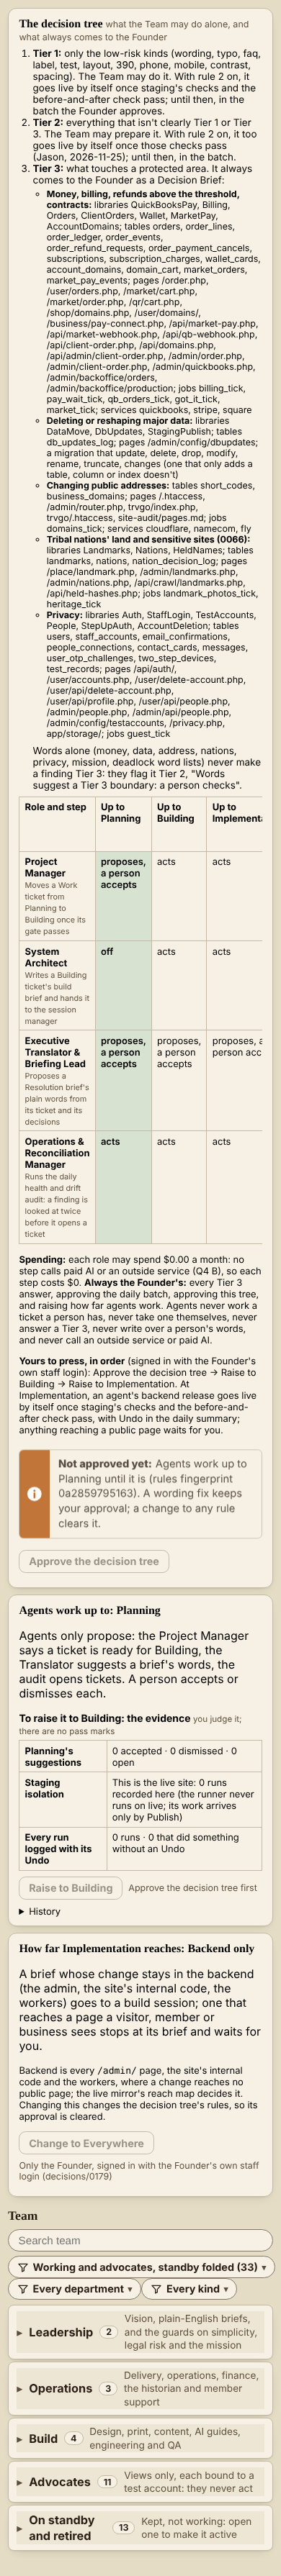 The decision tree what the Team may do alone, and
what always comes to the Founder
1. Tier 1: only the low-risk kinds (wording, typo, faq,
label, test, layout, 390, phone, mobile, contrast,
spacing). The Team may do it. With rule 2 on, it
goes live by itself once staging's checks and the
before-and-after check pass; until then, in the
batch the Founder approves.
2. Tier 2: everything that isn't clearly Tier 1 or Tier
3. The Team may prepare it. With rule 2 on, it too
goes live by itself once those checks pass
(Jason, 2026-11-25); until then, in the batch.
3. Tier 3: what touches a protected area. It always
comes to the Founder as a Decision Brief:
Money, billing, refunds above the threshold,
contracts: libraries QuickBooksPay, Billing,
Orders, ClientOrders, Wallet, MarketPay,
AccountDomains; tables orders, order_lines,
order_ledger, order_events,
order_refund_requests, order_payment_cancels,
subscriptions, subscription_charges, wallet_cards,
account_domains, domain_cart, market_orders,
market_pay_events; pages /order.php,
/user/orders.php, /market/cart.php,
/market/order.php, /qr/cart.php,
/shop/domains.php, /user/domains/,
/business/pay-connect.php, /api/market-pay.php,
/api/market-webhook.php, /api/qb-webhook.php,
/api/client-order.php, /api/domains.php,
/api/admin/client-order.php, /admin/order.php,
/admin/client-order.php, /admin/quickbooks.php,
/admin/backoffice/orders,
/admin/backoffice/production; jobs billing_tick,
pay_wait_tick, qb_orders_tick, got_it_tick,
market_tick; services quickbooks, stripe, square
Deleting or reshaping major data: libraries
DataMove, DbUpdates, StagingPublish; tables
db_updates_log; pages /admin/config/dbupdates;
a migration that update, delete, drop, modify,
rename, truncate, changes (one that only adds a
table, column or index doesn't)
Changing public addresses: tables short_codes,
business_domains; pages /.htaccess,
/admin/router.php, trvgo/index.php,
trvgo/.htaccess, site-audit/pages.md; jobs
domains_tick; services cloudflare, namecom, fly
Tribal nations' land and sensitive sites (0066):
libraries Landmarks, Nations, HeldNames; tables
landmarks, nations, nation_decision_log; pages
/place/landmark.php, /admin/landmarks.php,
/admin/nations.php, /api/crawl/landmarks.php,
/api/held-hashes.php; jobs landmark_photos_tick,
heritage_tick
Privacy: libraries Auth, StaffLogin, TestAccounts,
People, StepUpAuth, AccountDeletion; tables
users, staff_accounts, email_confirmations,
people_connections, contact_cards, messages,
user_otp_challenges, two_step_devices,
test_records; pages /api/auth/,
/user/accounts.php, /user/delete-account.php,
/user/api/delete-account.php,
/user/api/profile.php, /user/api/people.php,
/admin/people.php, /admin/api/people.php,
/admin/config/testaccounts, /privacy.php,
app/storage/; jobs guest_tick
Words alone (money, data, address, nations,
privacy, mission, deadlock word lists) never make
a finding Tier 3: they flag it Tier 2, "Words
suggest a Tier 3 boundary: a person checks".
Role and step
Up to Planning
Up to Building
Up to Implementa
Project Manager
Moves a Work ticket from Planning to Building once its gate passes
proposes, a person accepts
acts
acts
System Architect
Writes a Building ticket's build brief and hands it to the session manager
off
acts
acts
Executive Translator & Briefing Lead
Proposes a Resolution brief's plain words from its ticket and its decisions
proposes, a person accepts
proposes, a person accepts
proposes, a person acc
Operations & Reconciliation Manager
Runs the daily health and drift audit: a finding is looked at twice before it opens a ticket
acts
acts
acts
Spending: each role may spend $0.00 a month: no
step calls paid AI or an outside service (Q4 B), so each
step costs $0. Always the Founder's: every Tier 3
answer, approving the daily batch, approving this tree,
and raising how far agents work. Agents never work a
ticket a person has, never take one themselves, never
answer a Tier 3, never write over a person's words,
and never call an outside service or paid AI.
Yours to press, in order (signed in with the Founder's
own staff login): Approve the decision tree → Raise to
Building → Raise to Implementation. At
Implementation, an agent's backend release goes live
by itself once staging's checks and the before-and-
after check pass, with Undo in the daily summary;
anything reaching a public page waits for you.
Not approved yet: Agents work up to
Planning until it is (rules fingerprint
0a2859795163). A wording fix keeps
your approval; a change to any rule
clears it.
Approve the decision tree
Agents work up to: Planning
Agents only propose: the Project Manager
says a ticket is ready for Building, the
Translator suggests a brief's words, the
audit opens tickets. A person accepts or
dismisses each.
To raise it to Building: the evidence you judge it;
there are no pass marks
Planning's suggestions
0 accepted · 0 dismissed · 0 open
Staging isolation
This is the live site: 0 runs recorded here (the runner never runs on live; its work arrives only by Publish)
Every run logged with its Undo
0 runs · 0 that did something without an Undo
Raise to Building Approve the decision tree first
▶ History
How far Implementation reaches: Backend only
A brief whose change stays in the backend
(the admin, the site's internal code, the
workers) goes to a build session; one that
reaches a page a visitor, member or
business sees stops at its brief and waits for
you.
Backend is every /admin/ page, the site's internal
code and the workers, where a change reaches no
public page; the live mirror's reach map decides it.
Changing this changes the decision tree's rules, so its
approval is cleared.
Change to Everywhere
Only the Founder, signed in with the Founder's own staff
login (decisions/0179)
Team
Search team
Working and advocates, standby folded (33) ▾
Every department ▾
Every kind ▾
▶ Leadership 2 Vision, plain-English briefs, and the guards on simplicity, legal risk and the mission
▶ Operations 3 Delivery, operations, finance, the historian and member support
▶ Build 4 Design, print, content, AI guides, engineering and QA
▶ Advocates 11 Views only, each bound to a test account: they never act
▶ On standby and retired 13 Kept, not working: open one to make it active